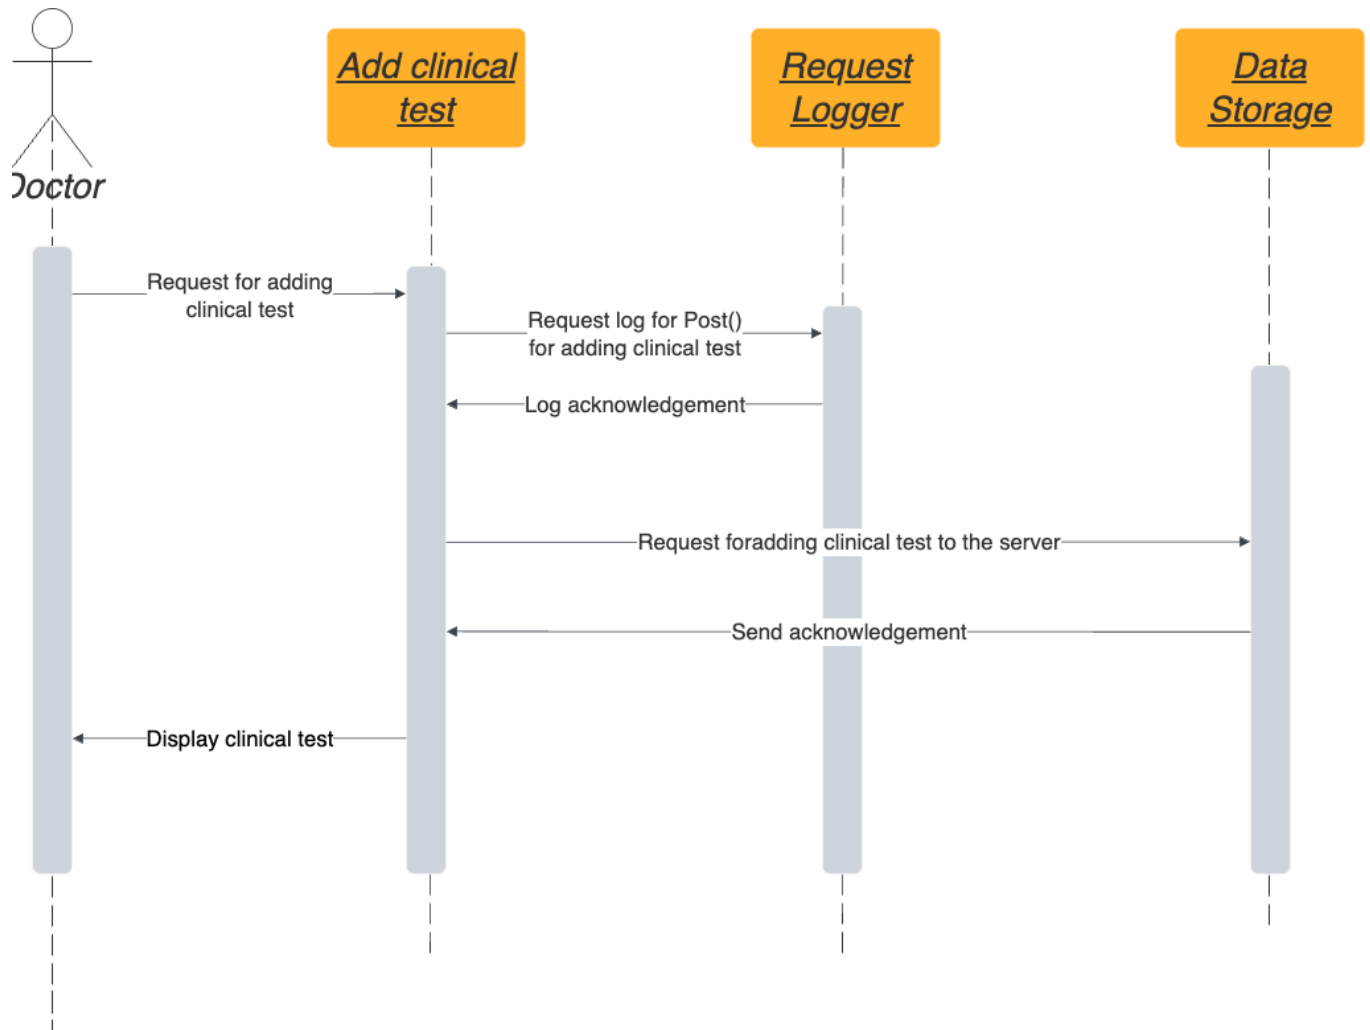 Add clinical
test
Request
Logger
Data
Storage
Doctor
Request for adding
clinical test
Request log for Post()
for adding clinical test
Log acknowledgement
Request foradding clinical test to the server
Send acknowledgement
Display clinical test